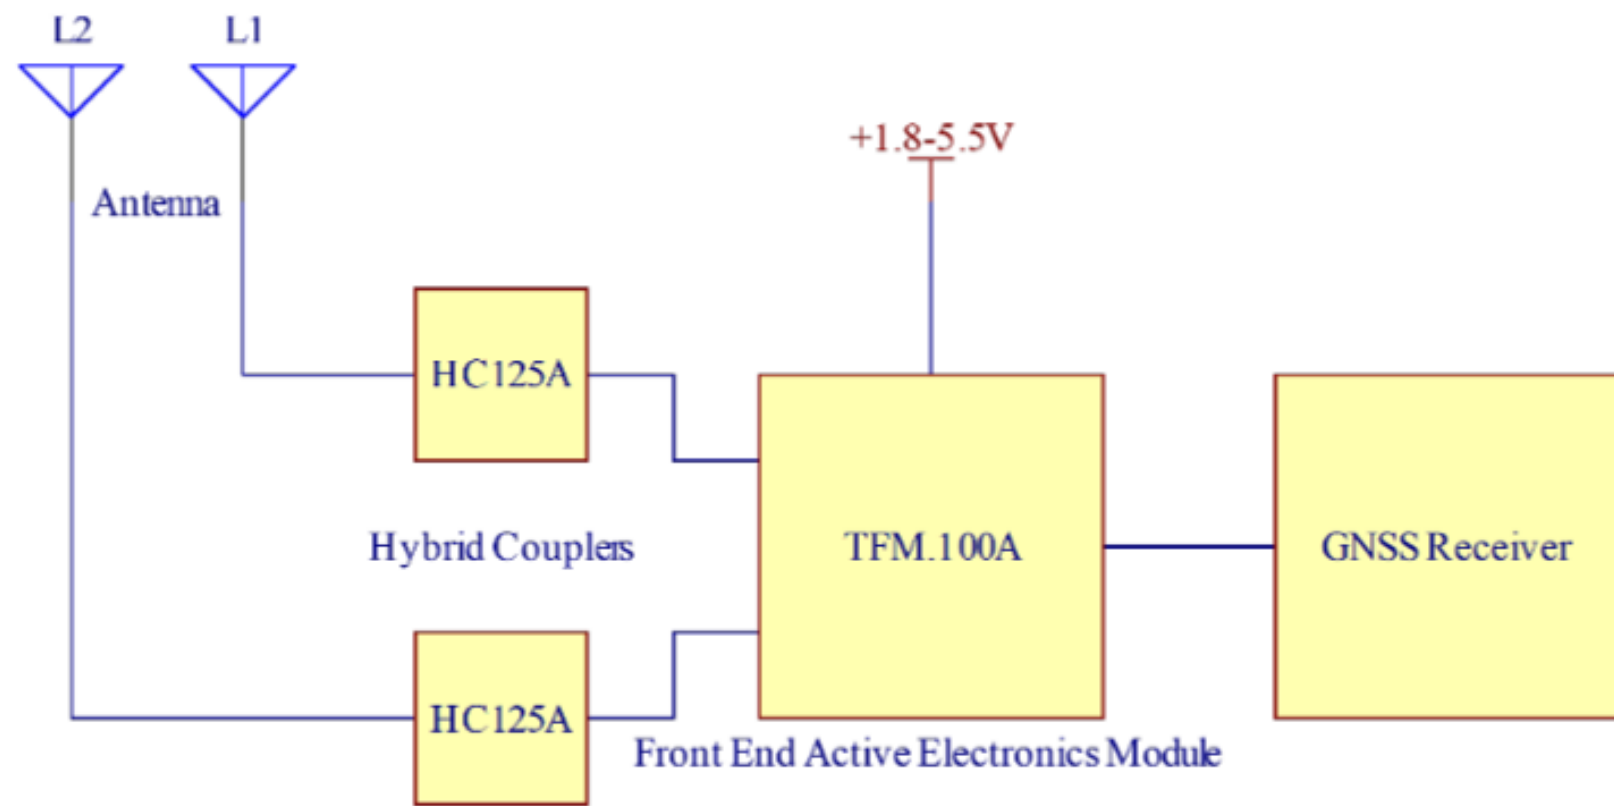 L2
L1
+1.8-5.5V
Antenna
HC125A
Hybrid Couplers
TFM.100A
GNSS Receiver
HC125A
Front End Active Electronics Module